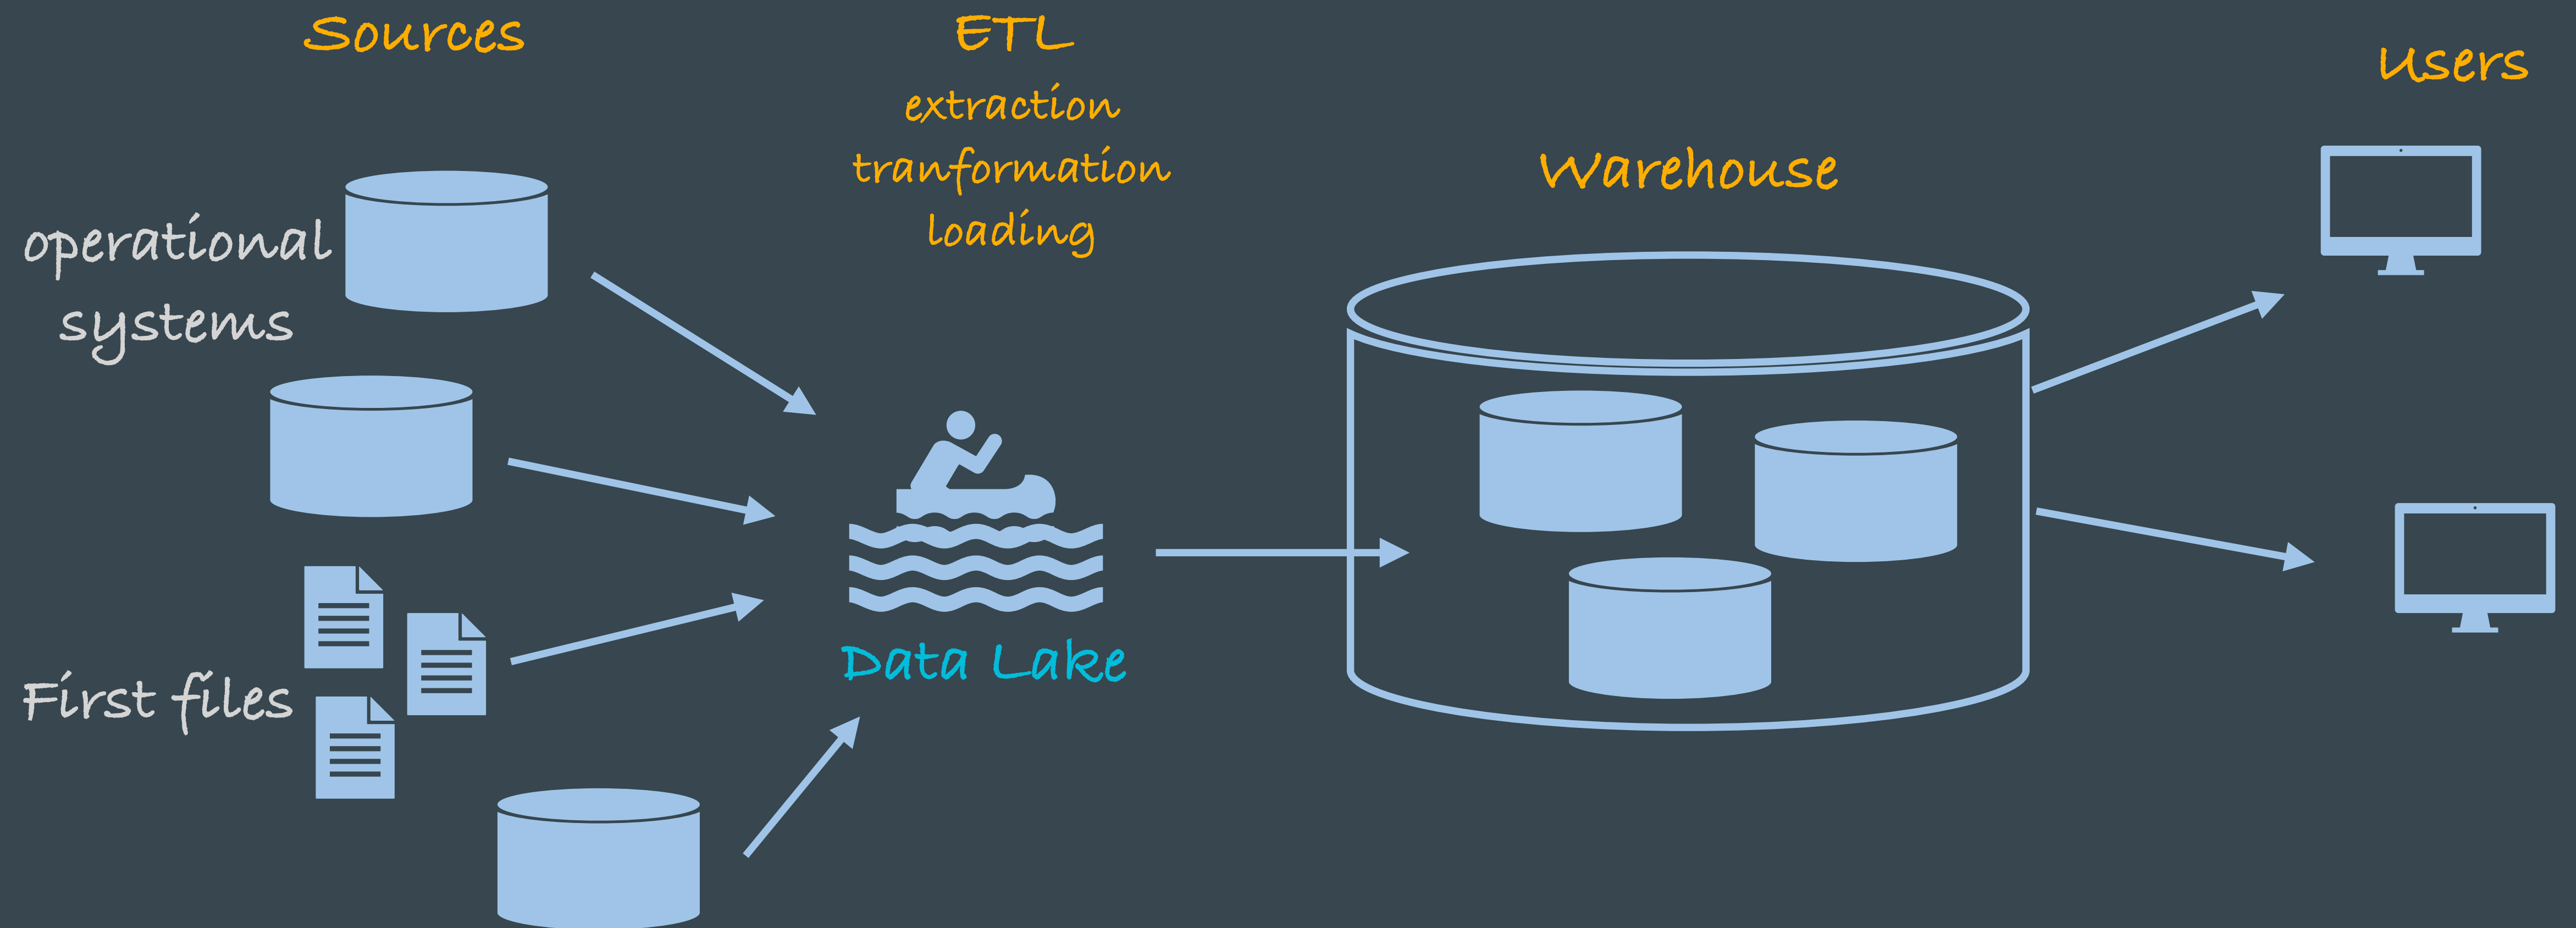 Sources
ETL
extraction
tranformation
loading
Users
Warehouse
operational
systems
First files
Data Lake